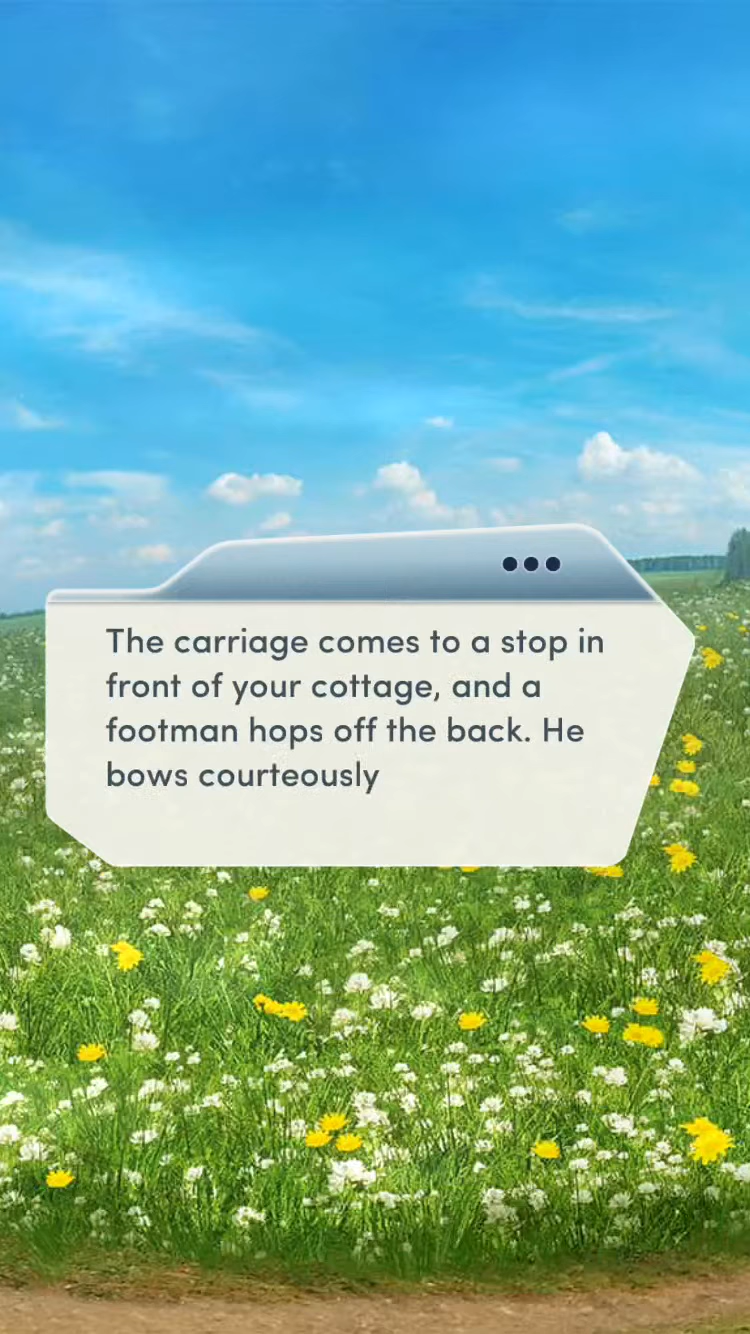 The carriage comes to a stop in
front of your cottage, and a
footman hops off the back. He
bows courteously